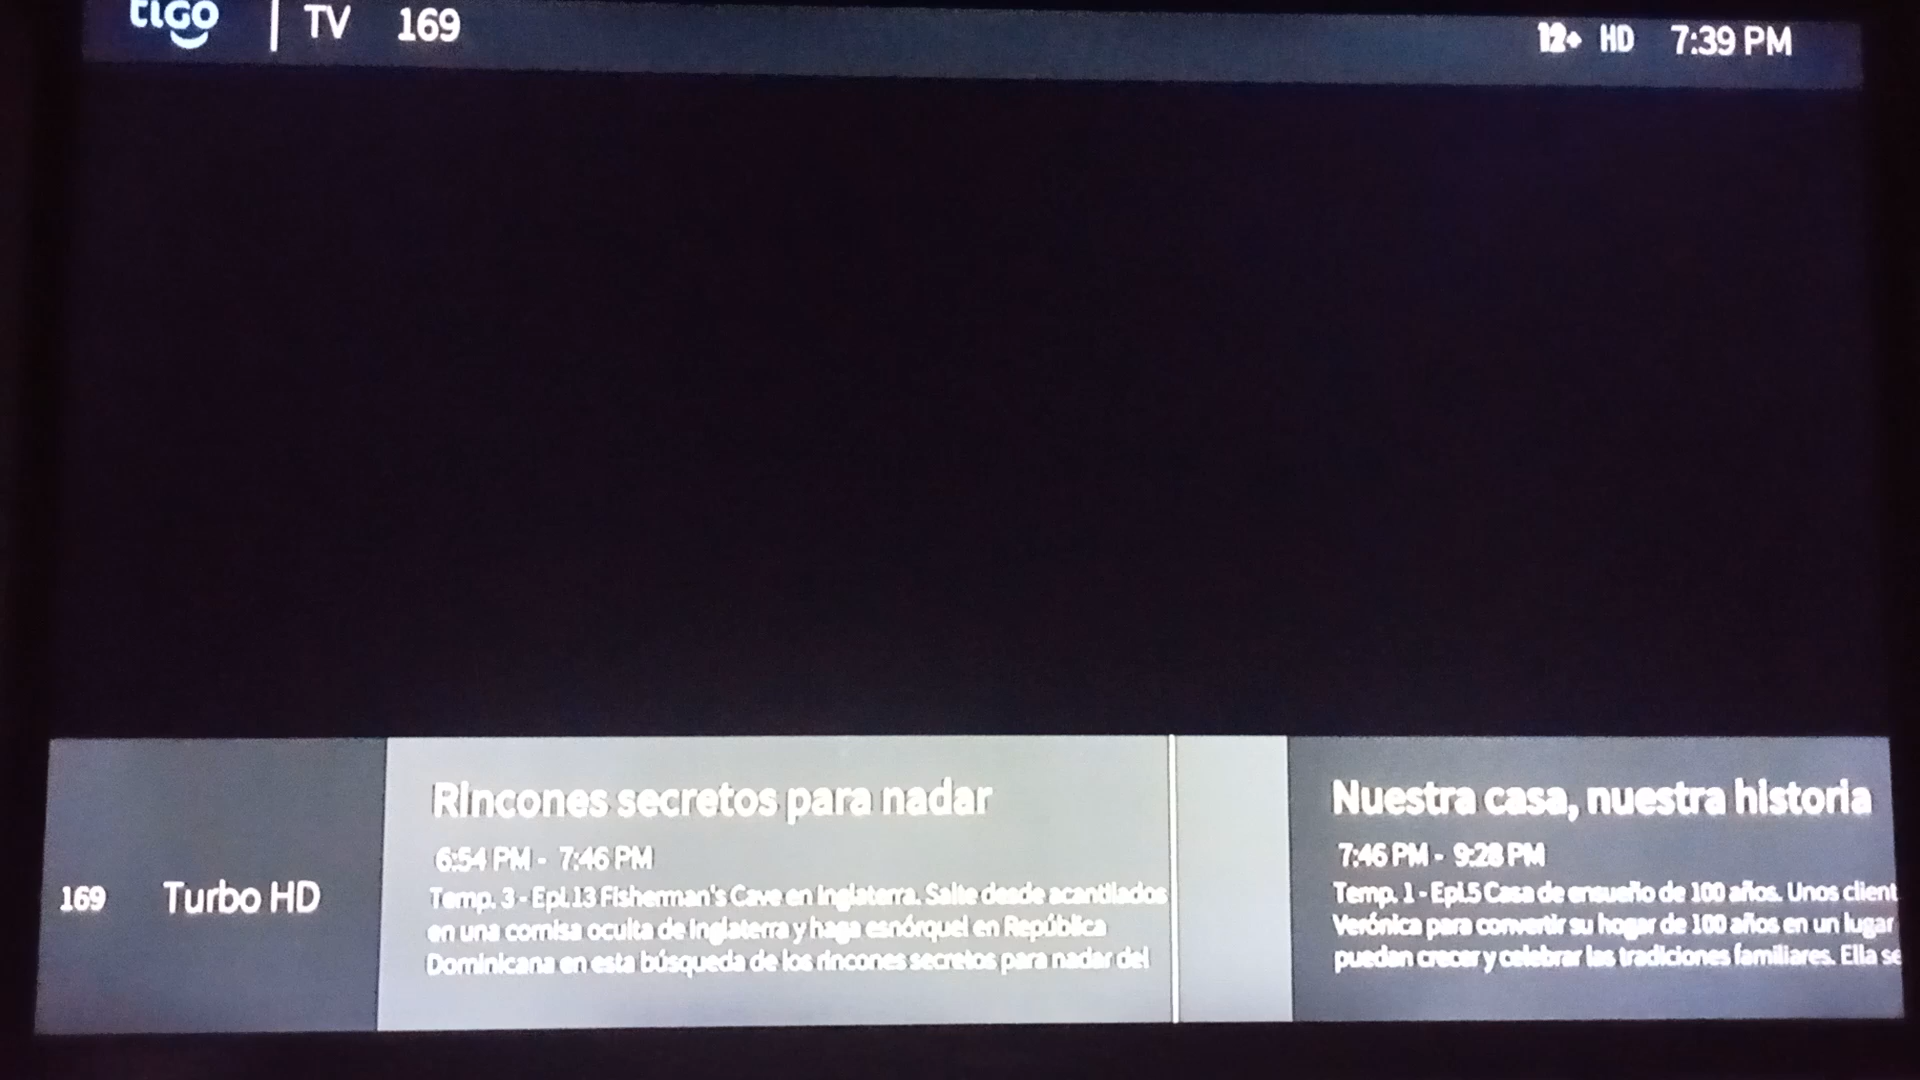 tigo | TV 169 12+ HD 7:39 PM
169 Turbo HD
Rincones secretos para nadar
6:54 PM - 7:46 PM
Temp. 3 - Epi.13 Fisherman's Cave en Inglaterra. Salte desde acantilados
en una cornisa oculta de Inglaterra y haga esnórquel en República
Dominicana en esta búsqueda de los rincones secretos para nadar del
Nuestra casa, nuestra historia
7:46 PM - 9:28 PM
Temp. 1 - Epi.5 Casa de ensueño de 100 años. Unos client
Verónica para convertir su hogar de 100 años en un lugar
puedan crecer y celebrar las tradiciones familiares. Ella se